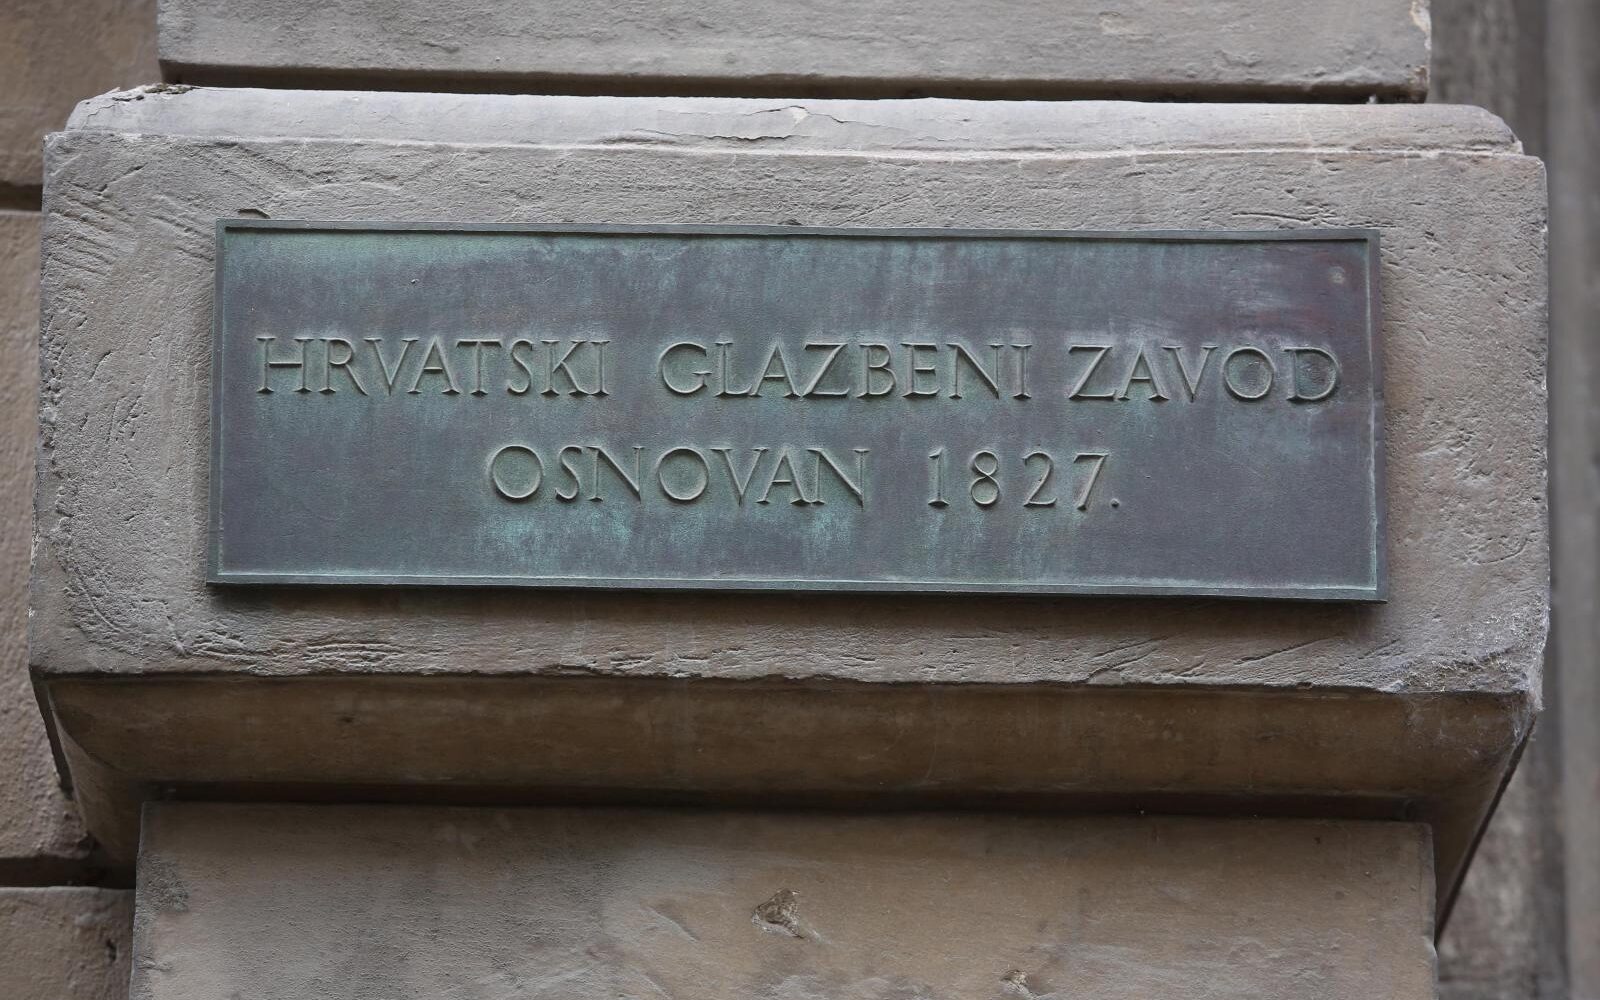 HRVATSKI GLAZBENI ZAVOD
OSNOVAN 1827.